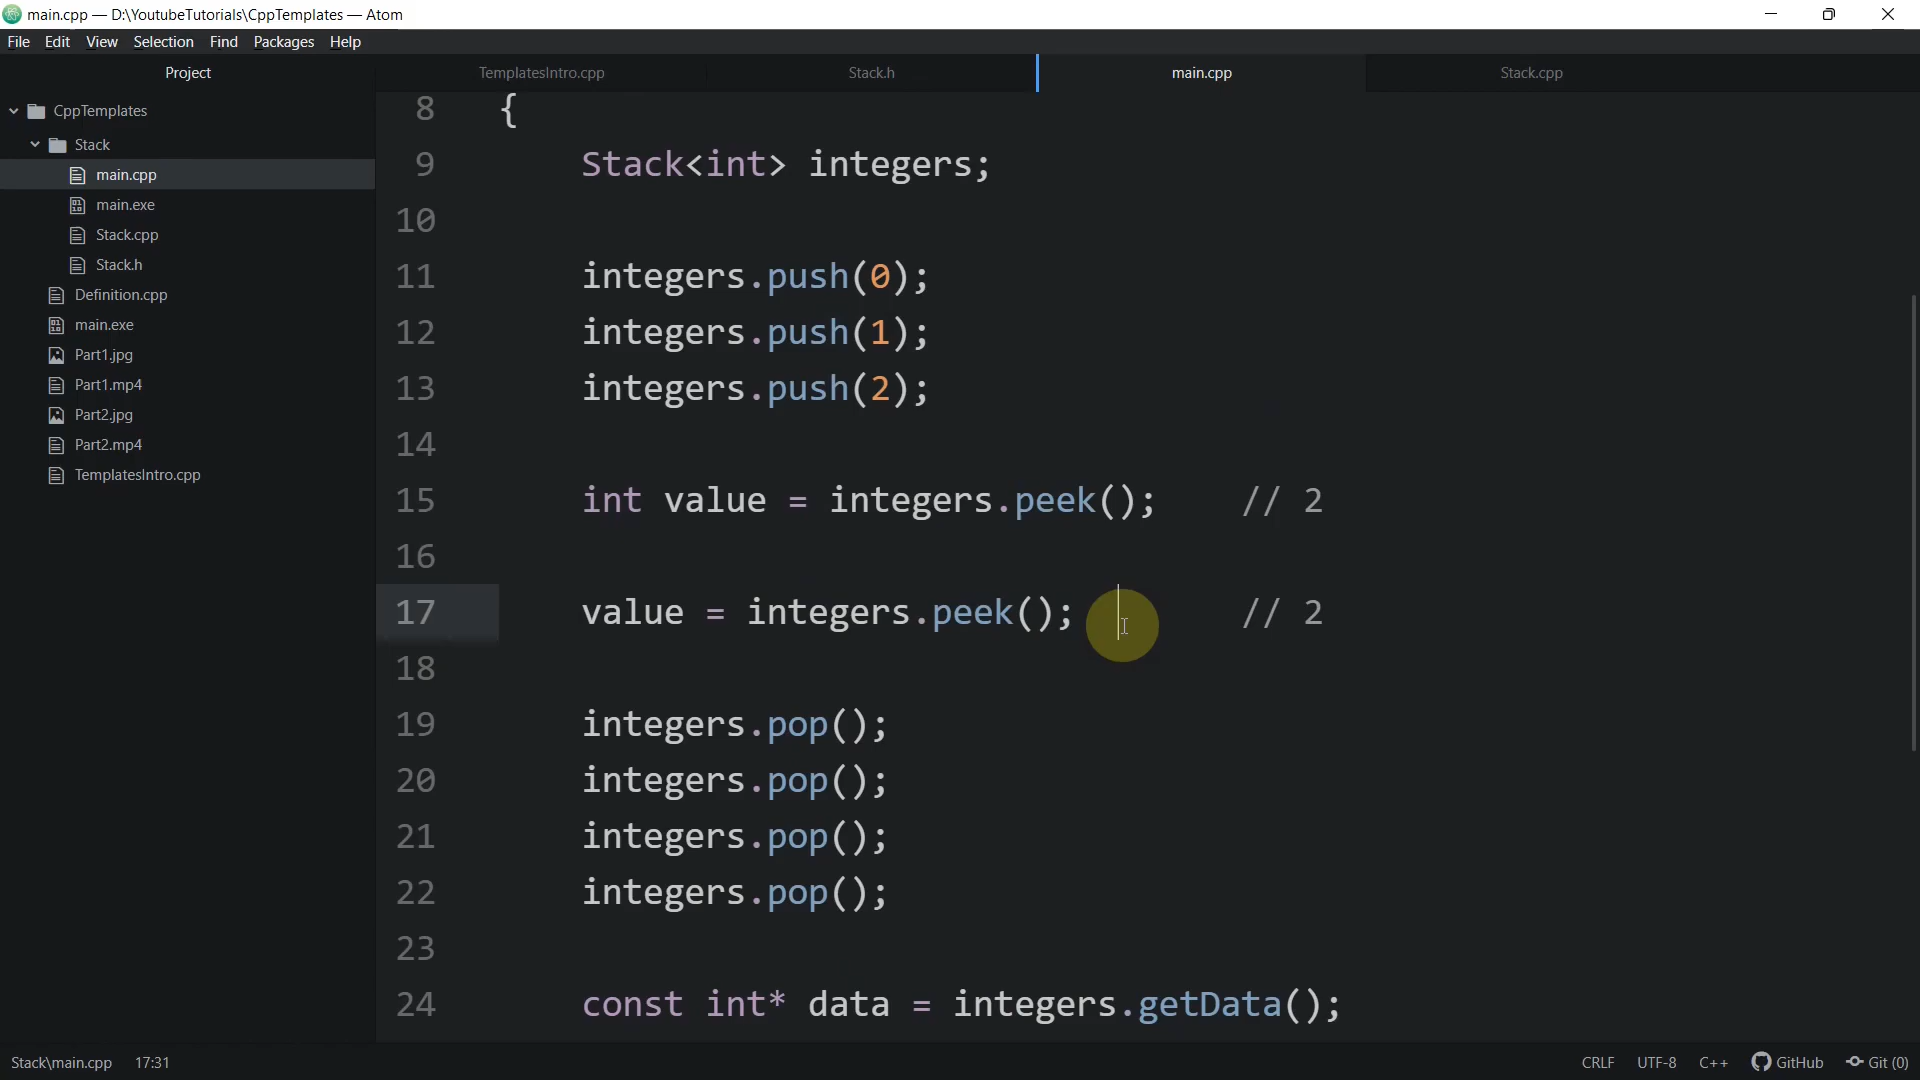 main.cpp — D:\YoutubeTutorials\CppTemplates — Atom
File Edit View Selection Find Packages Help
Project
TemplatesIntro.cpp Stack.h main.cpp Stack.cpp
CppTemplates
Stack
main.cpp
main.exe
Stack.cpp
Stack.h
Definition.cpp
main.exe
Part1.jpg
Part1.mp4
Part2.jpg
Part2.mp4
TemplatesIntro.cpp
8 {
9 Stack<int> integers;
10
11 integers.push(0);
12 integers.push(1);
13 integers.push(2);
14
15 int value = integers.peek(); // 2
16
17 value = integers.peek(); // 2
18
19 integers.pop();
20 integers.pop();
21 integers.pop();
22 integers.pop();
23
24 const int* data = integers.getData();
Stack\main.cpp 17:31 CRLF UTF-8 C++ GitHub Git (0)